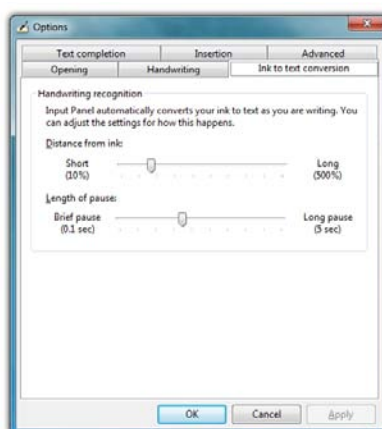 Options
Text completion
Insertion
Advanced
Opening
Handwriting
Ink to text conversion
Handwriting recognition
Input Panel automatically converts your ink to text as you are writing. You
can adjust the settings for how this happens.
Distance from ink:
Short
(10%)
Long
(500%)
Length of pause:
Brief pause
(0.1 sec)
Long pause
(5 sec)
OK
Cancel
Apply